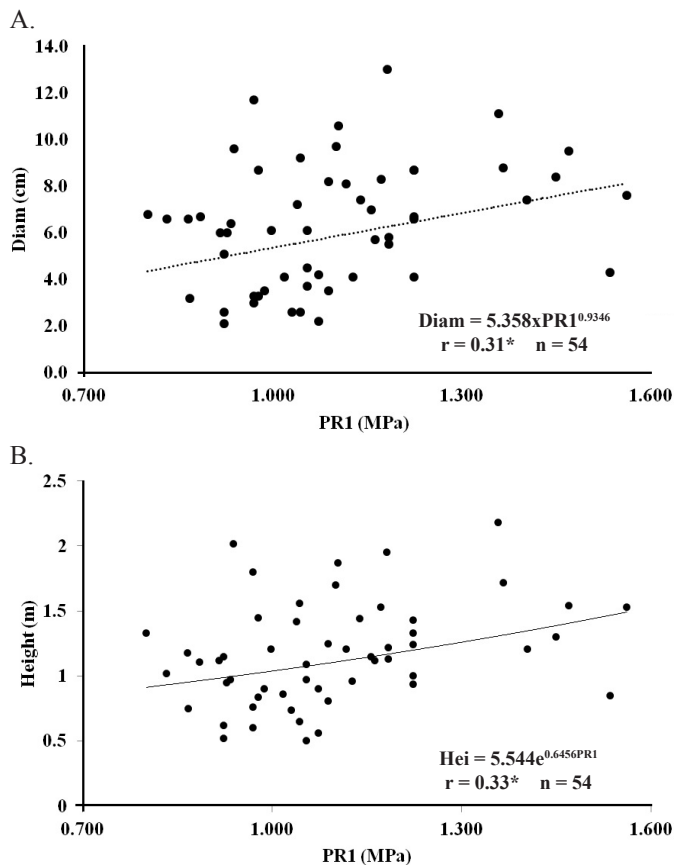 A.
14.0
12.0
10.0
8.0
6.0
4.0
2.0
0.0
Diam (cm)
Diam = 5.358xPR1^0.9346
r = 0.31* n = 54
0.700 1.000 1.300 1.600
PR1 (MPa)
B.
2.5
2
1.5
1
0.5
0
Height (m)
Hei = 5.544e^0.6456PR1
r = 0.33* n = 54
0.700 1.000 1.300 1.600
PR1 (MPa)